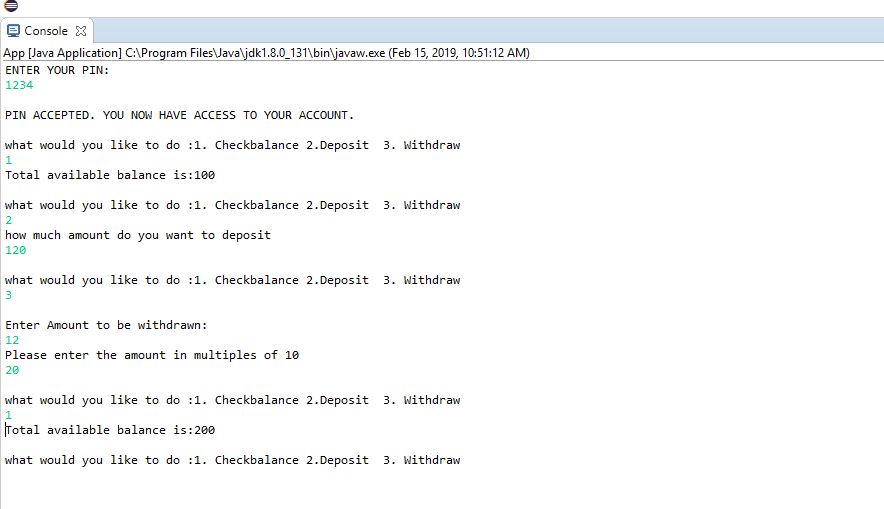 Console
App [Java Application] C:\Program Files\Java\jdk1.8.0_131\bin\javaw.exe (Feb 15, 2019, 10:51:12 AM)
ENTER YOUR PIN:
1234
PIN ACCEPTED. YOU NOW HAVE ACCESS TO YOUR ACCOUNT.
what would you like to do :1. Checkbalance 2.Deposit  3. Withdraw
1
Total available balance is:100
what would you like to do :1. Checkbalance 2.Deposit  3. Withdraw
2
how much amount do you want to deposit
120
what would you like to do :1. Checkbalance 2.Deposit  3. Withdraw
3
Enter Amount to be withdrawn:
12
Please enter the amount in multiples of 10
20
what would you like to do :1. Checkbalance 2.Deposit  3. Withdraw
1
Total available balance is:200
what would you like to do :1. Checkbalance 2.Deposit  3. Withdraw